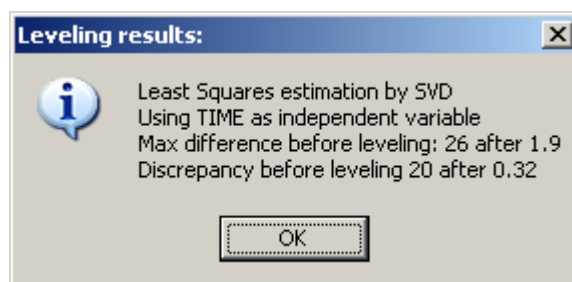 Leveling results:
Least Squares estimation by SVD
Using TIME as independent variable
Max difference before leveling: 26 after 1.9
Discrepancy before leveling 20 after 0.32
OK